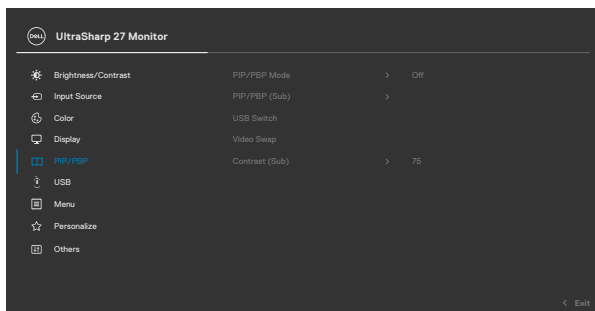 DELL UltraSharp 27 Monitor
Brightness/Contrast PIP/PBP Mode > Off
Input Source PIP/PBP (Sub) >
Color USB Switch
Display Video Swap
PIP/PBP Contrast (Sub) > 75
USB
Menu
Personalize
Others
< Exit